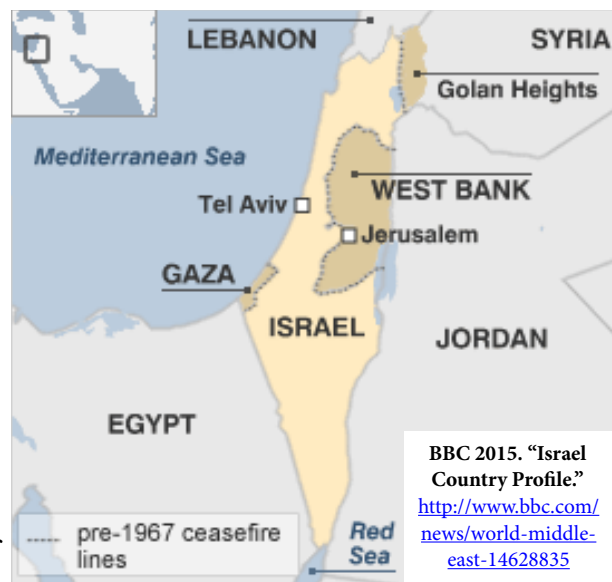 LEBANON
SYRIA
Golan Heights
Mediterranean Sea
WEST BANK
Tel Aviv
Jerusalem
GAZA
ISRAEL
JORDAN
EGYPT
BBC 2015. “Israel
Country Profile.”
http://www.bbc.com/
news/world-middle-
east-14628835
pre-1967 ceasefire
lines
Red
Sea